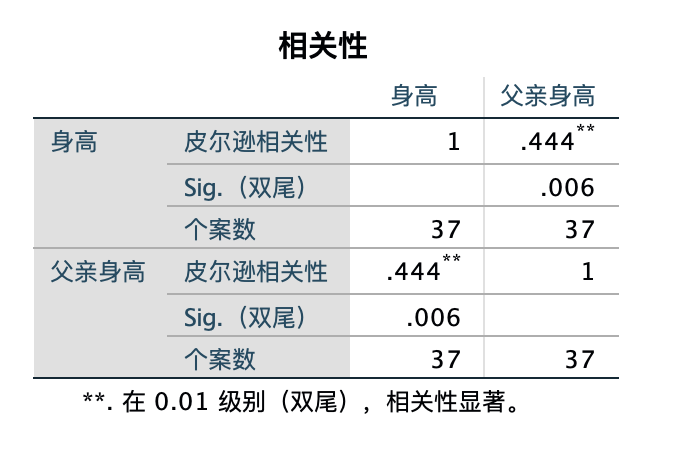 相关性
身高 父亲身高
身高 皮尔逊相关性 1 .444**
Sig.（双尾） .006
个案数 37 37
父亲身高 皮尔逊相关性 .444** 1
Sig.（双尾） .006
个案数 37 37
**. 在 0.01 级别（双尾），相关性显著。